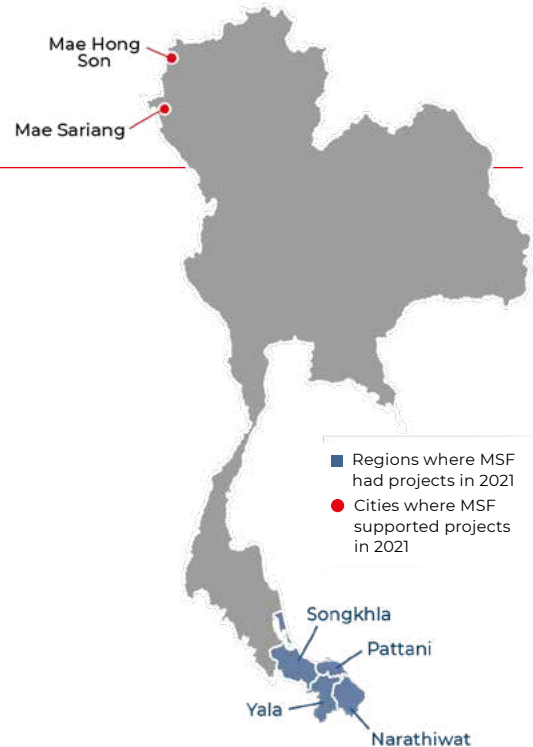 Mae Hong
Son
Mae Sariang
Regions where MSF
had projects in 2021
Cities where MSF
supported projects
in 2021
Songkhla
Pattani
Yala
Narathiwat